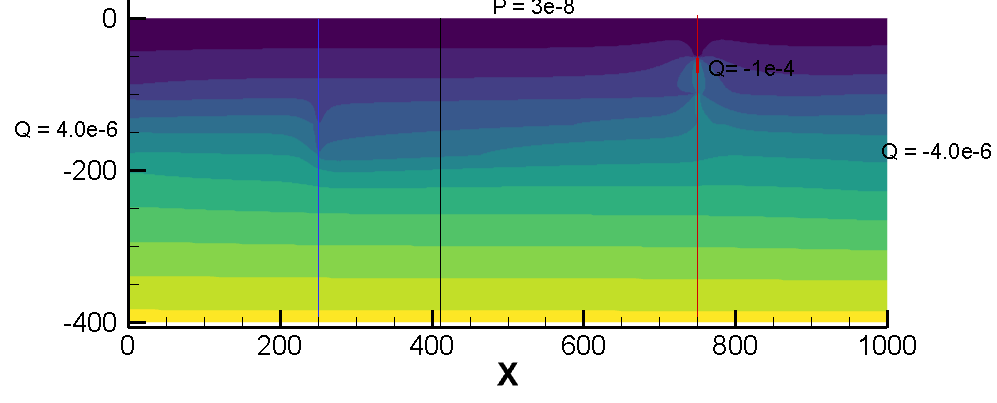 P = 3e-8
0
Q= -1e-4
Q = 4.0e-6
Q = -4.0e-6
-200
-400
0 200 400 600 800 1000
X